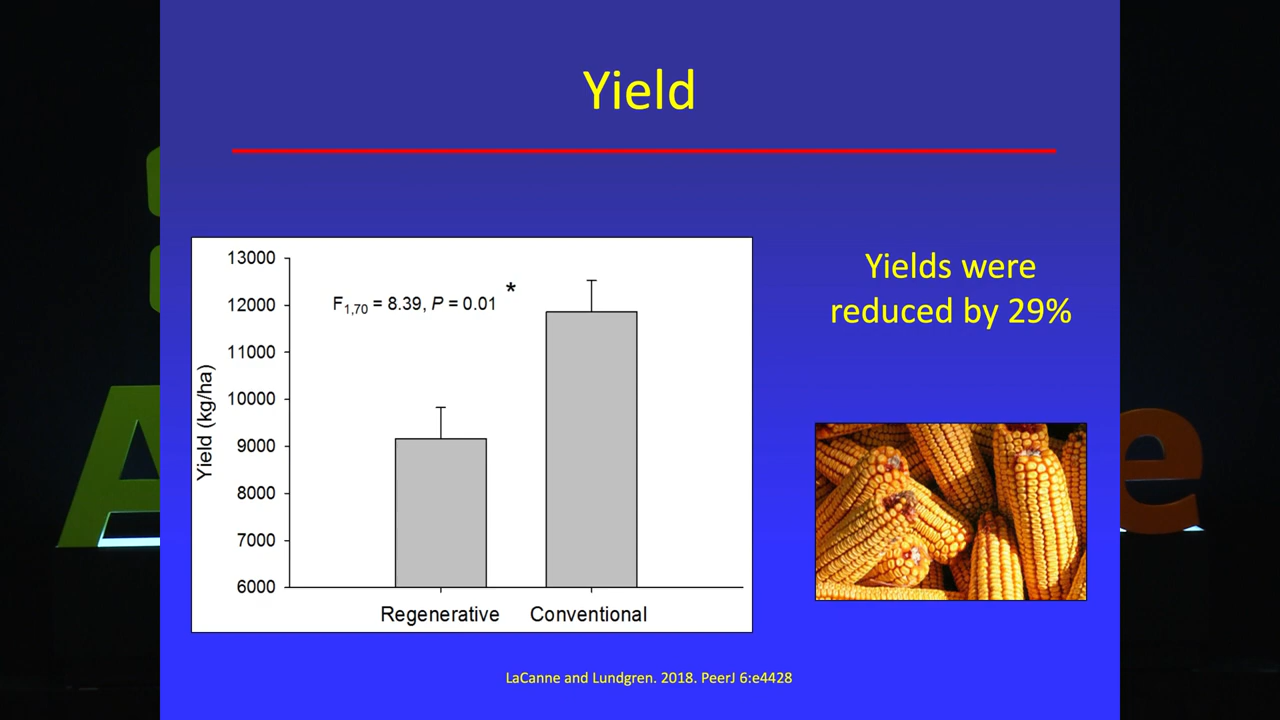 Yield
13000
12000
11000
10000
9000
8000
7000
6000
Yield (kg/ha)
F1,70 = 8.39, P = 0.01 *
Regenerative Conventional
Yields were
reduced by 29%
LaCanne and Lundgren. 2018. PeerJ 6:e4428